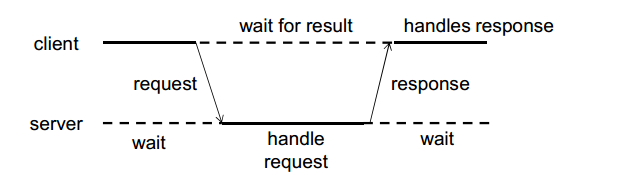 wait for result
handles response
client
request
response
server
wait
handle
request
wait